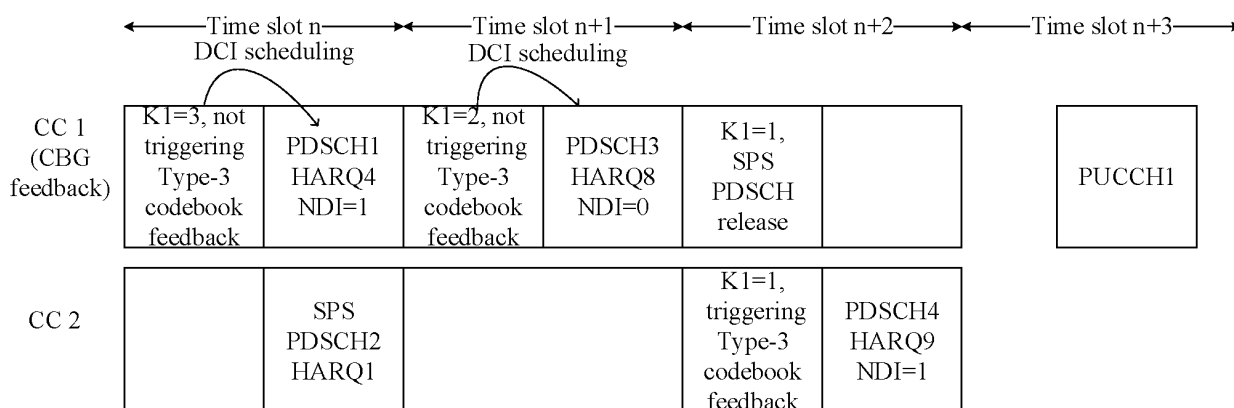 Time slot n
Time slot n+1
Time slot n+2
Time slot n+3
DCI scheduling
DCI scheduling
CC 1
(CBG
feedback)
K1=3, not
triggering
Type-3
codebook
feedback
PDSCH1
HARQ4
NDI=1
K1=2, not
triggering
Type-3
codebook
feedback
PDSCH3
HARQ8
NDI=0
K1=1,
SPS
PDSCH
release
PUCCH1
CC 2
SPS
PDSCH2
HARQ1
K1=1,
triggering
Type-3
codebook
feedback
PDSCH4
HARQ9
NDI=1